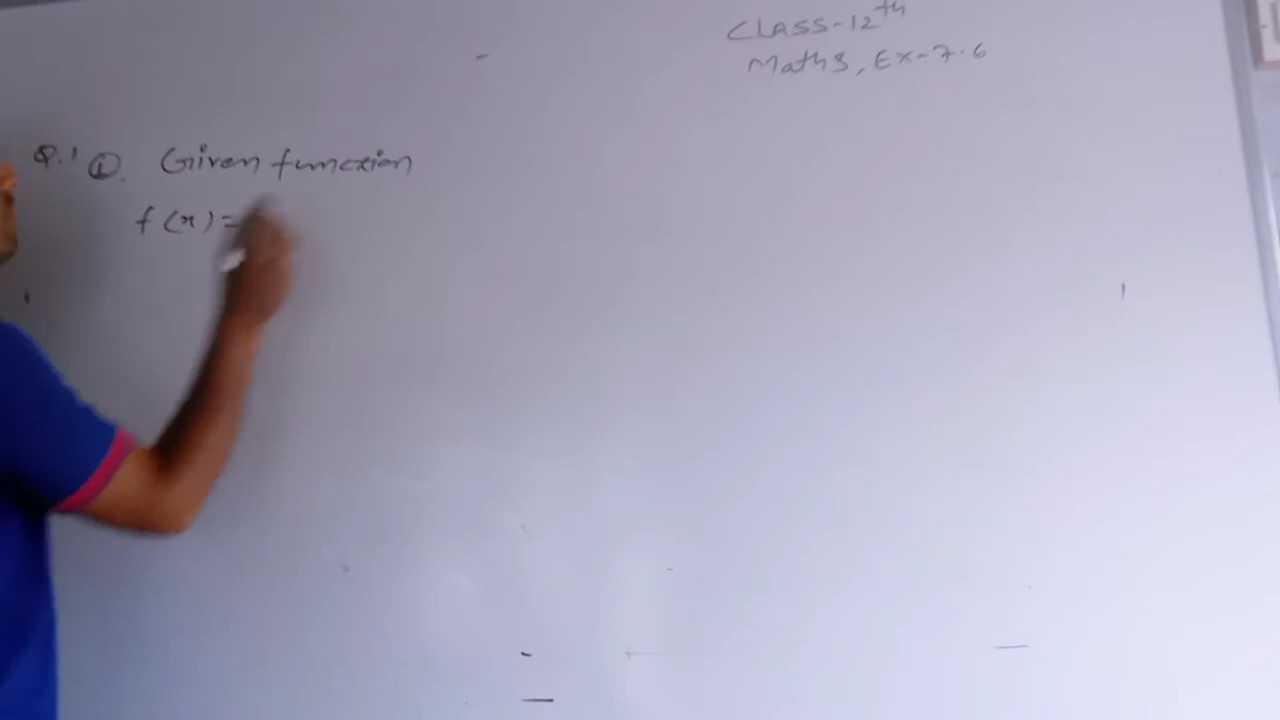 CLASS-12th
Maths, Ex-7.6
Q.1 ①. Given function
f(x)=